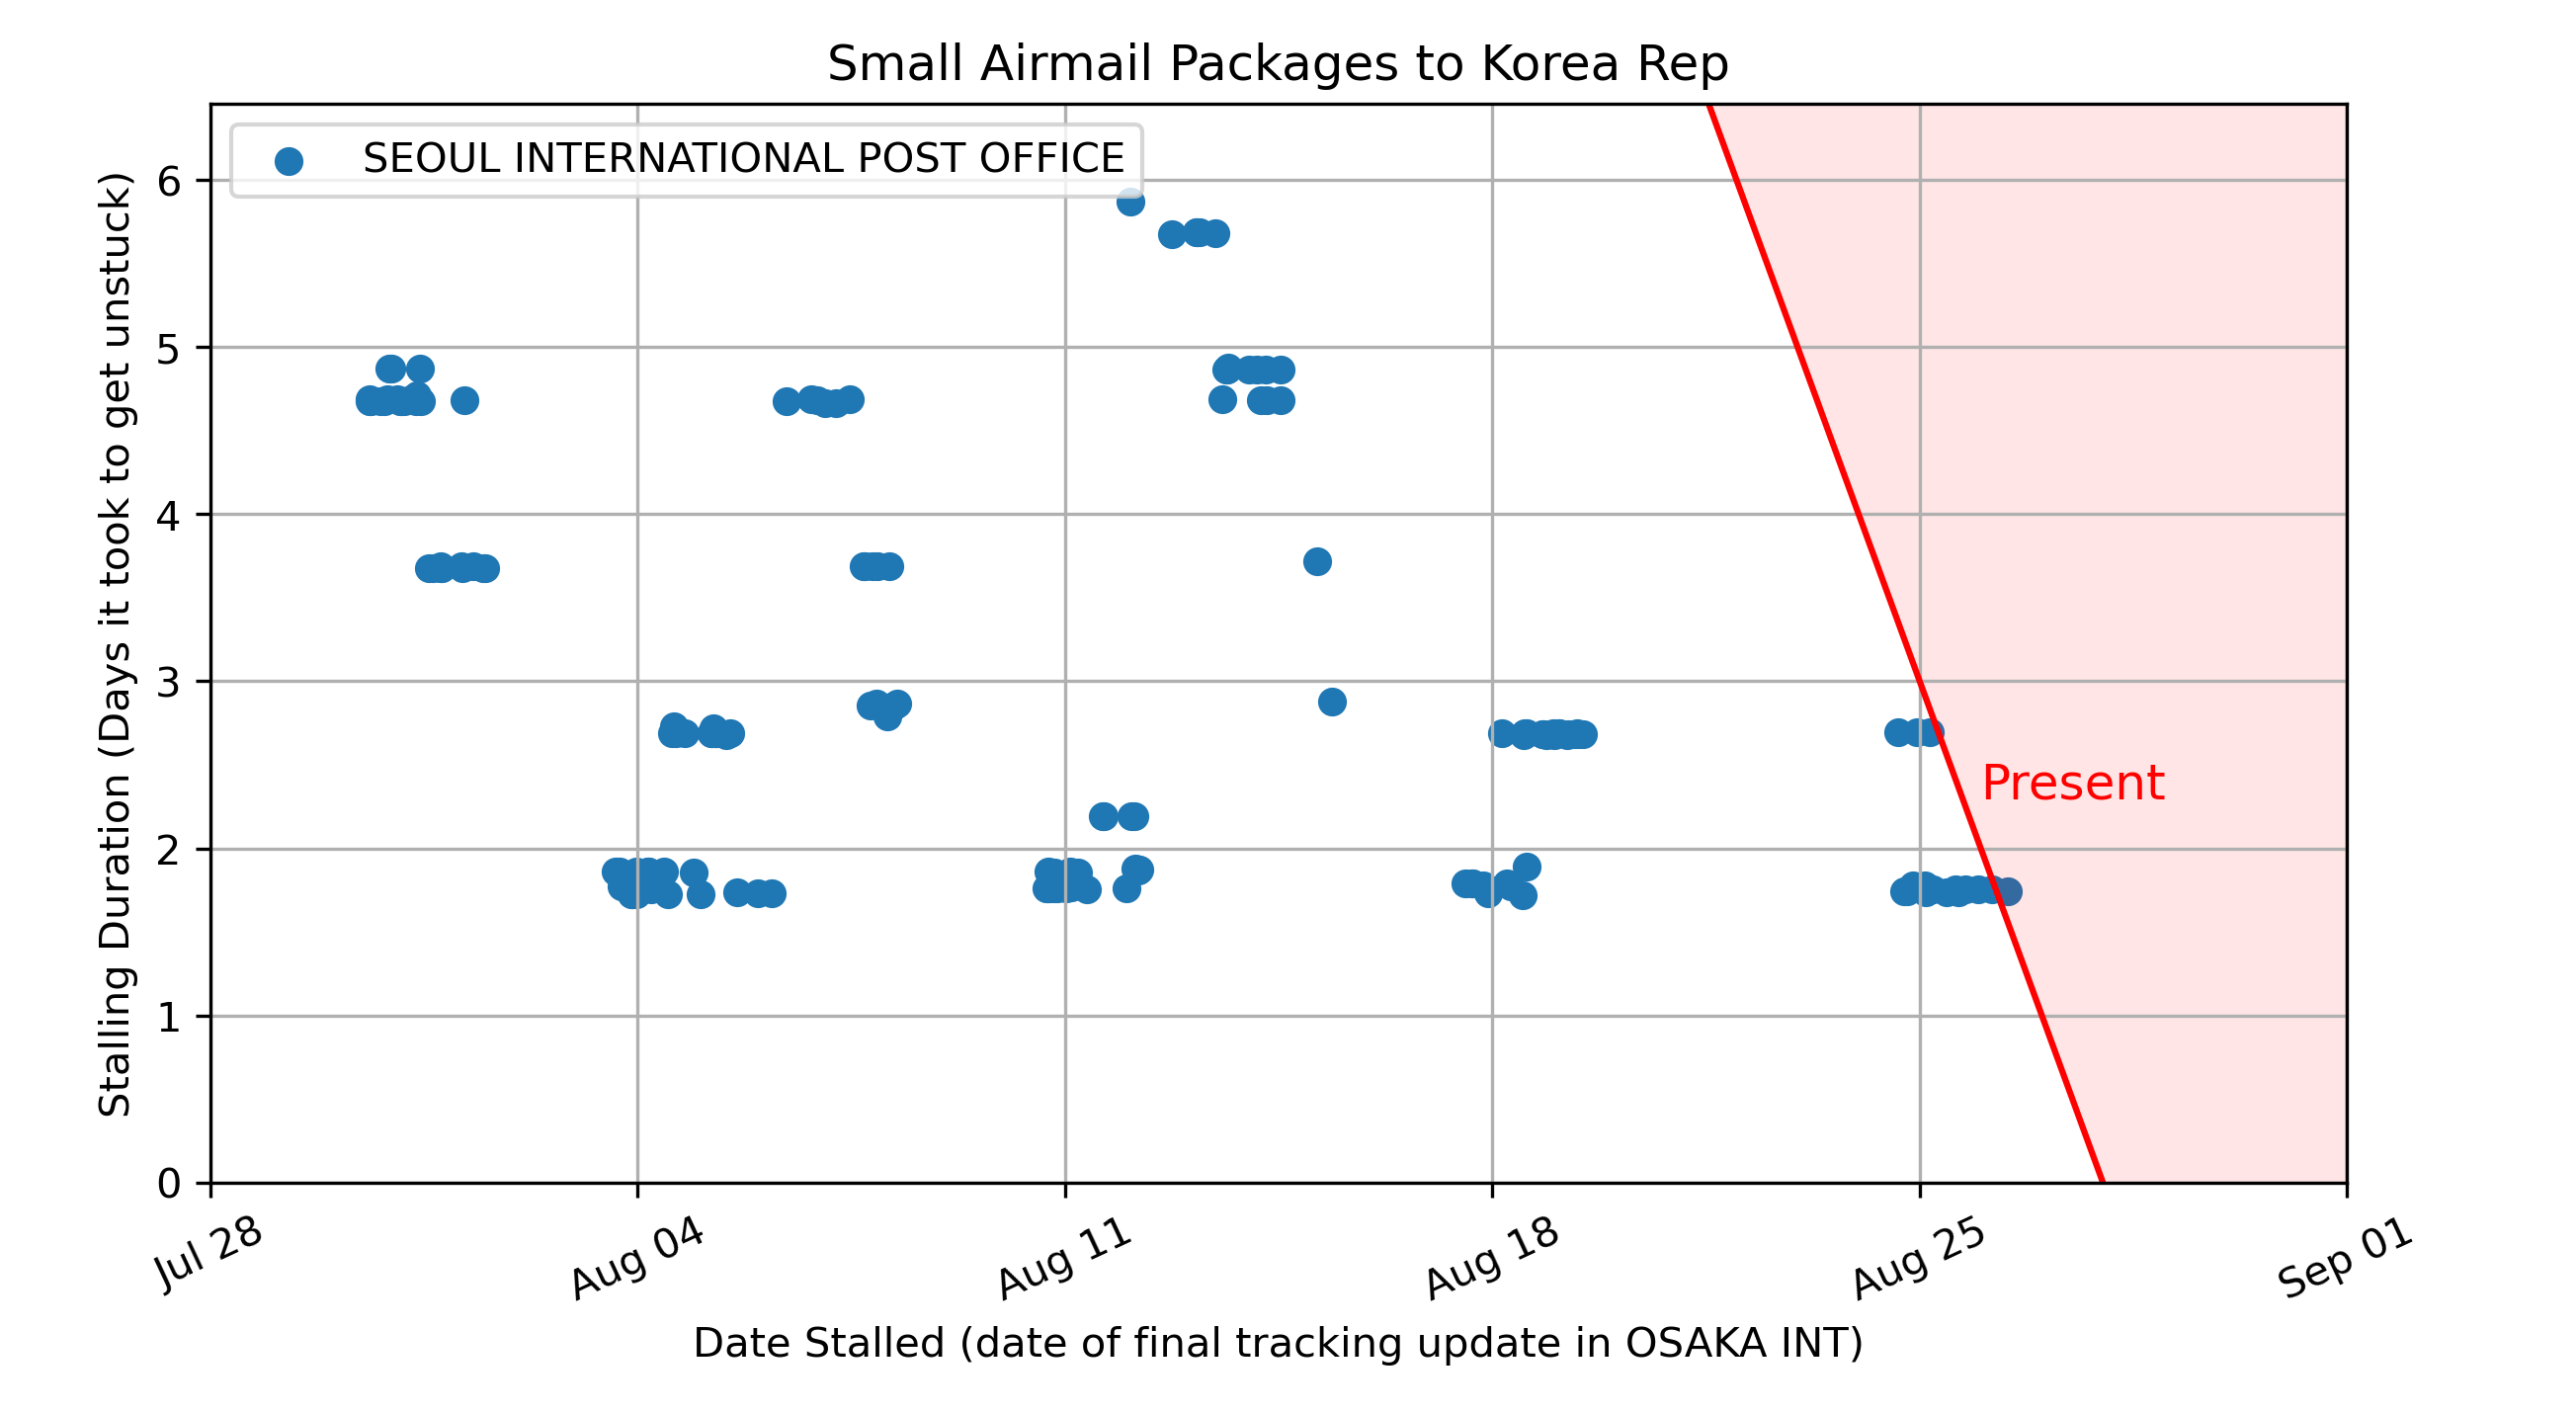 Small Airmail Packages to Korea Rep
SEOUL INTERNATIONAL POST OFFICE
Stalling Duration (Days it took to get unstuck)
6
5
4
3
2
1
0
Present
Jul 28
Aug 04
Aug 11
Aug 18
Aug 25
Sep 01
Date Stalled (date of final tracking update in OSAKA INT)